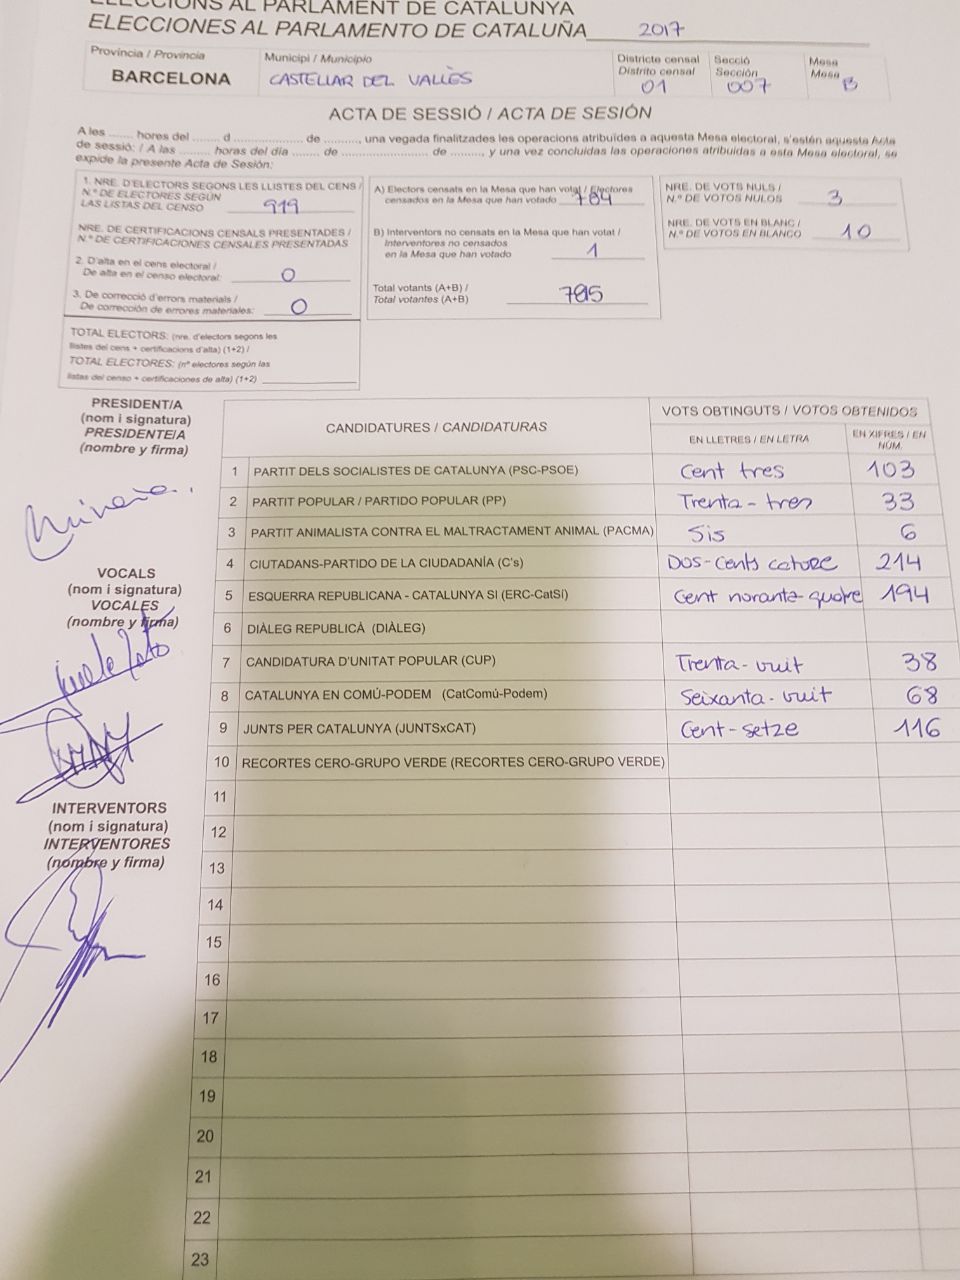 ELECCIONS AL PARLAMENT DE CATALUNYA
ELECCIONES AL PARLAMENTO DE CATALUÑA 2017
Província / Provincia
BARCELONA
Municipi / Municipio
CASTELLAR DEL VALLÈS
Districte censal
Distrito censal
01
Secció
Sección
007
Mesa
Mesa
B
ACTA DE SESSIÓ / ACTA DE SESIÓN
A les ........ hores del ........ d .................. de .........., una vegada finalitzades les operacions atribuïdes a aquesta Mesa electoral, s'estén aquesta Acta
de sessió: / A las ......... horas del día ....... de .................... de ........., y una vez concluidas las operaciones atribuidas a esta Mesa electoral, se
expide la presente Acta de Sesión:
1. NRE. D'ELECTORS SEGONS LES LLISTES DEL CENS /
N.º DE ELECTORES SEGÚN
LAS LISTAS DEL CENSO 919
NRE. DE CERTIFICACIONS CENSALS PRESENTADES /
N.º DE CERTIFICACIONES CENSALES PRESENTADAS
2. D'alta en el cens electoral /
De alta en el censo electoral: 0
3. De correcció d'errors materials /
De corrección de errores materiales: 0
TOTAL ELECTORS: (nre. d'electors segons les
llistes del cens + certificacions d'alta) (1+2) /
TOTAL ELECTORES: (nº electores según las
listas del censo + certificaciones de alta) (1+2)
A) Electors censats en la Mesa que han votat / Electores
censados en la Mesa que han votado 784
B) Interventors no censats en la Mesa que han votat /
Interventores no censados
en la Mesa que han votado 1
Total votants (A+B) /
Total votantes (A+B) 785
NRE. DE VOTS NULS /
N.º DE VOTOS NULOS 3
NRE. DE VOTS EN BLANC /
N.º DE VOTOS EN BLANCO 10
PRESIDENT/A
(nom i signatura)
PRESIDENTE/A
(nombre y firma)
VOCALS
(nom i signatura)
VOCALES
(nombre y firma)
INTERVENTORS
(nom i signatura)
INTERVENTORES
(nombre y firma)
CANDIDATURES / CANDIDATURAS
VOTS OBTINGUTS / VOTOS OBTENIDOS
EN LLETRES / EN LETRA
EN XIFRES / EN
NÚM.
1 PARTIT DELS SOCIALISTES DE CATALUNYA (PSC-PSOE) Cent tres 103
2 PARTIT POPULAR / PARTIDO POPULAR (PP) Trenta-tres 33
3 PARTIT ANIMALISTA CONTRA EL MALTRACTAMENT ANIMAL (PACMA) Sis 6
4 CIUTADANS-PARTIDO DE LA CIUDADANÍA (C's) Dos-Cents catorze 214
5 ESQUERRA REPUBLICANA - CATALUNYA SI (ERC-CatSí) Cent noranta-quatre 194
6 DIÀLEG REPUBLICÀ (DIÀLEG)
7 CANDIDATURA D'UNITAT POPULAR (CUP) Trenta-vuit 38
8 CATALUNYA EN COMÚ-PODEM (CatComú-Podem) Seixanta-vuit 68
9 JUNTS PER CATALUNYA (JUNTSxCAT) Cent-setze 116
10 RECORTES CERO-GRUPO VERDE (RECORTES CERO-GRUPO VERDE)
11
12
13
14
15
16
17
18
19
20
21
22
23